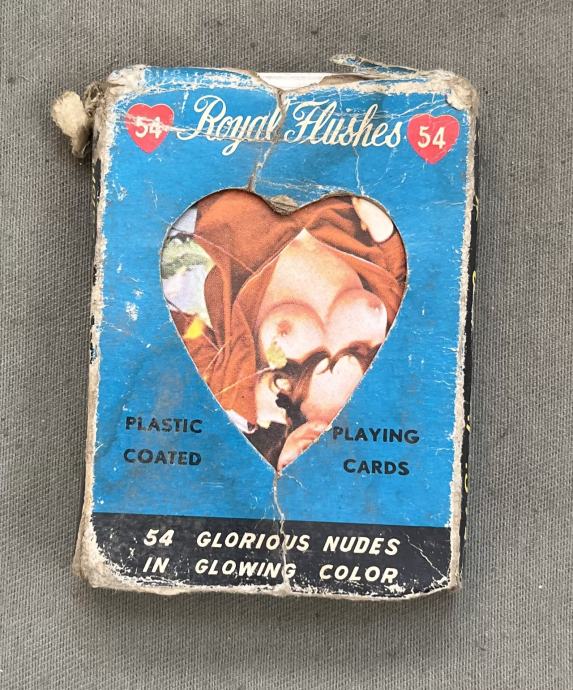 54 Royal Flushes 54
PLASTIC
COATED
PLAYING
CARDS
54 GLORIOUS NUDES
IN GLOWING COLOR